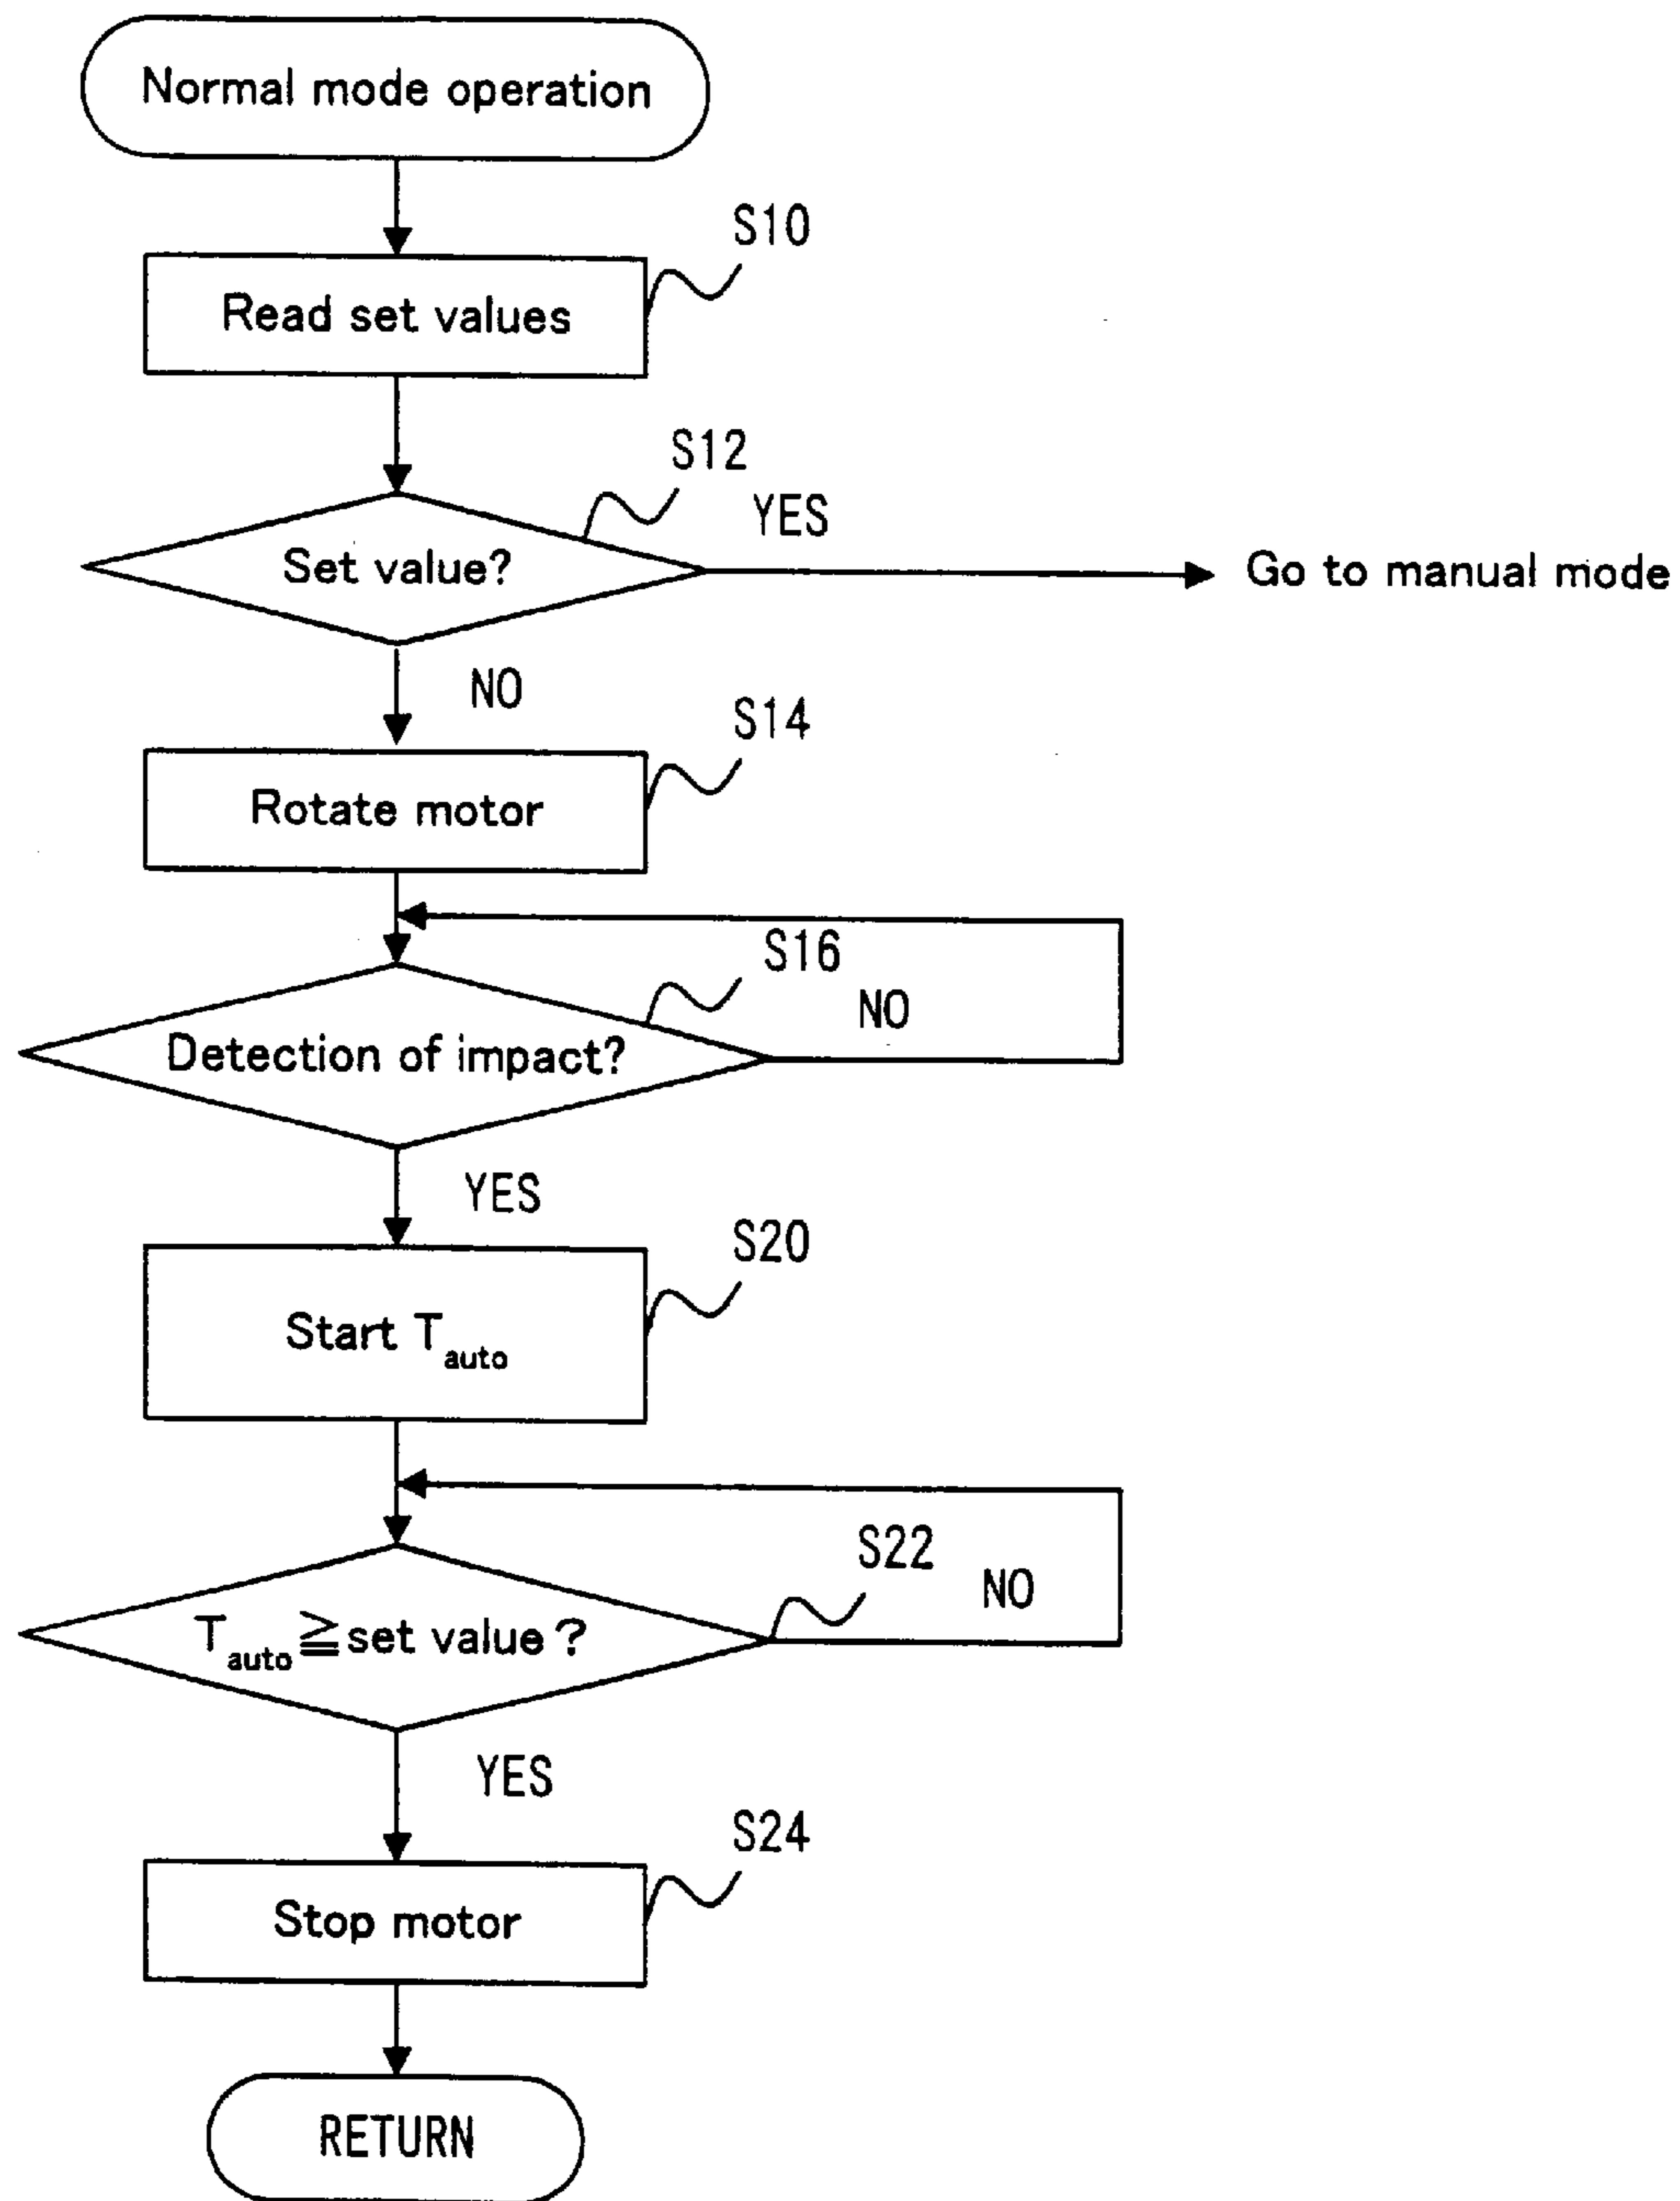 Normal mode operation
S10
Read set values
S12
YES
Set value?
Go to manual mode
NO
S14
Rotate motor
S16
NO
Detection of impact?
YES
S20
Start Tauto
S22
NO
Tauto≧set value?
YES
S24
Stop motor
RETURN